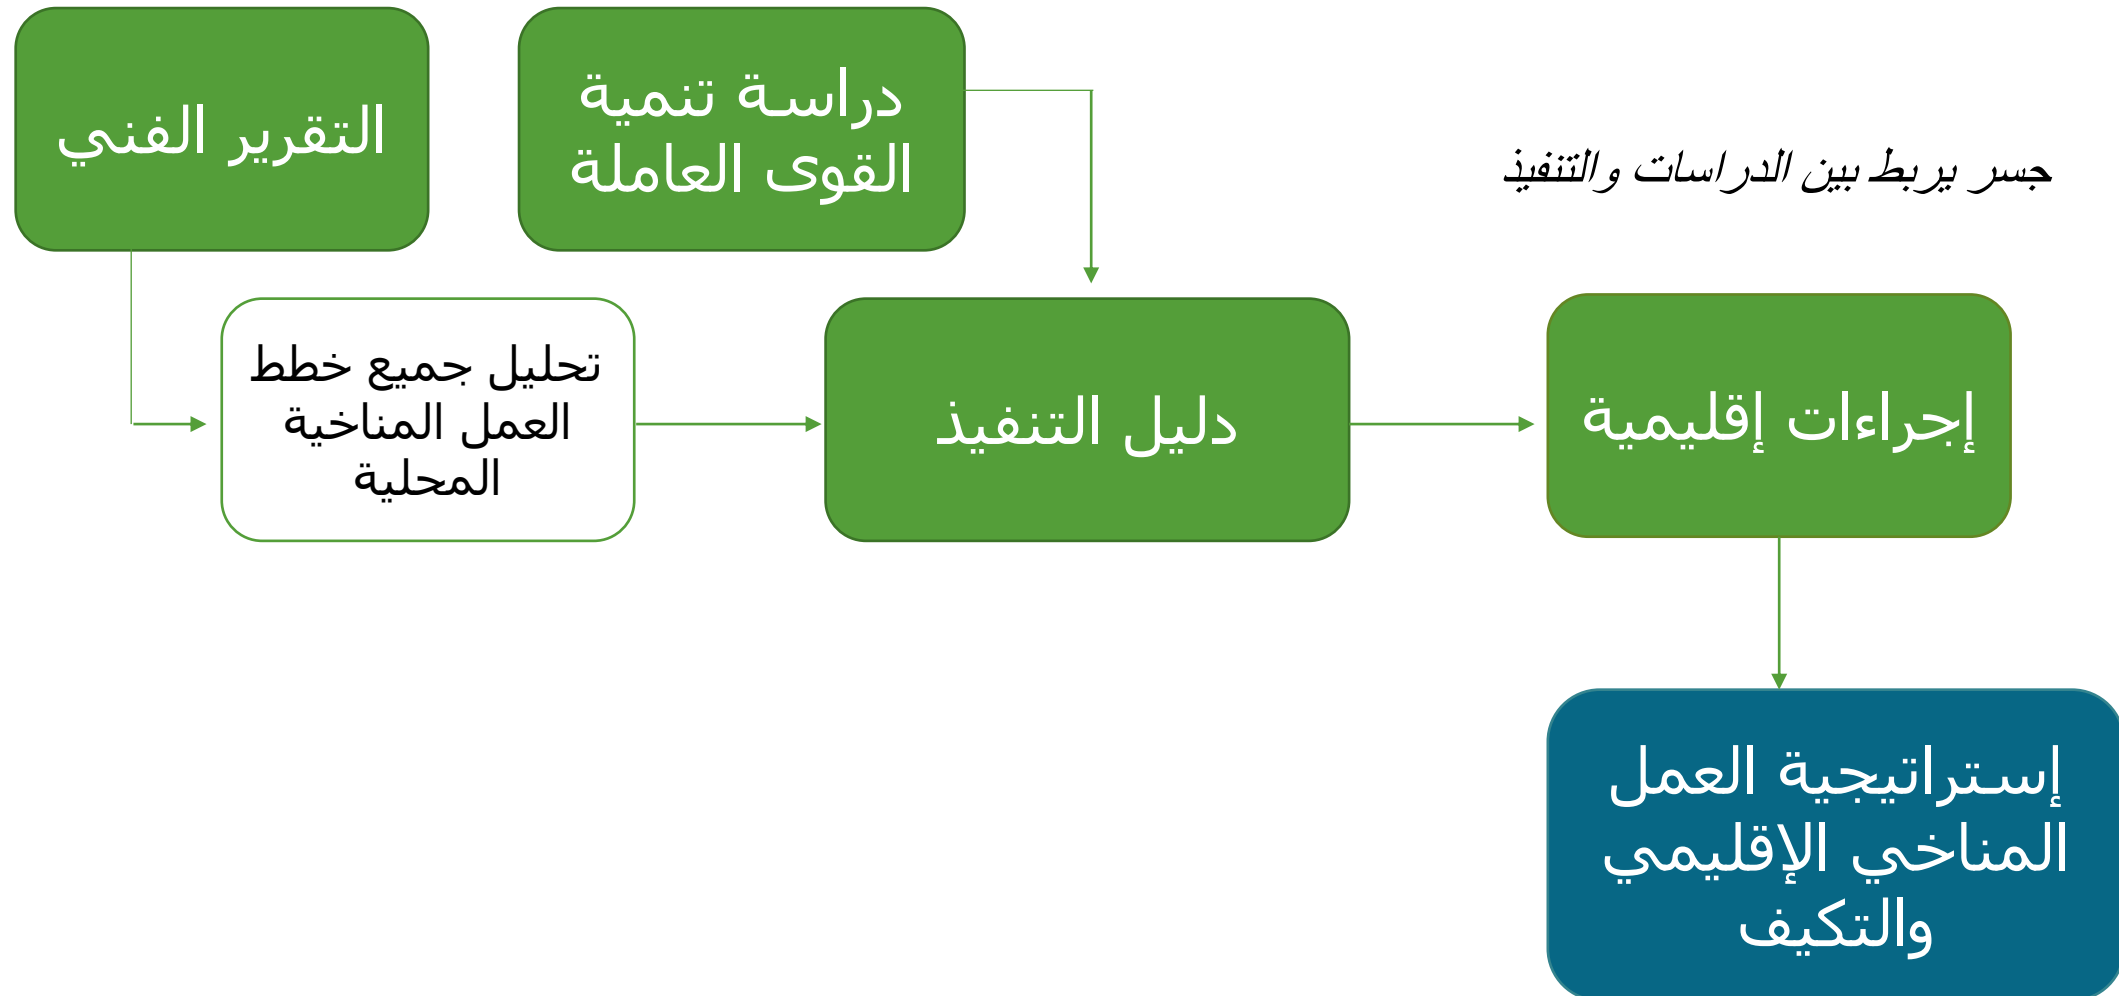 التقرير الفني
دراسة تنمية
القوى العاملة
جسر يربط بين الدراسات والتنفيذ
تحليل جميع خطط
العمل المناخية
المحلية
دليل التنفيذ
إجراءات إقليمية
إستراتيجية العمل
المناخي الإقليمي
والتكيف